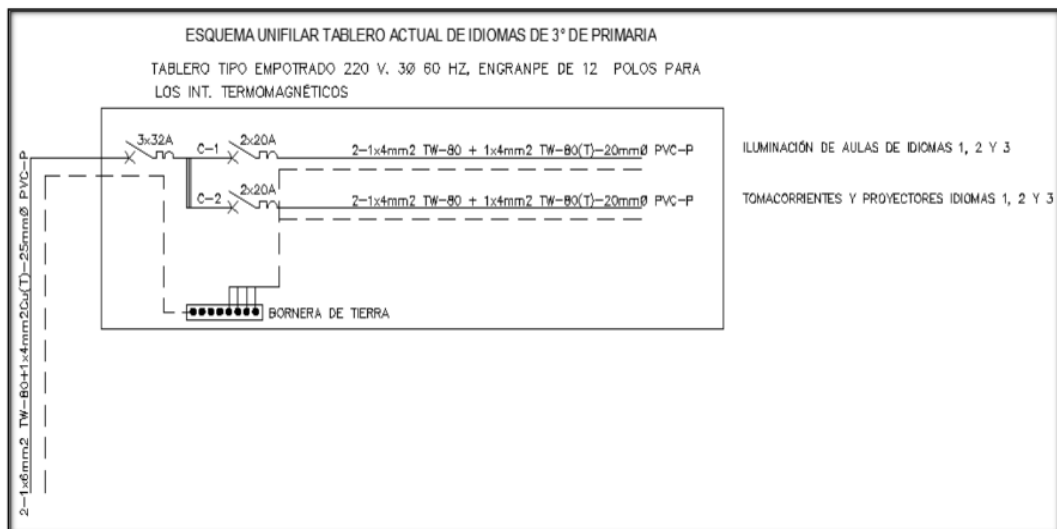 ESQUEMA UNIFILAR TABLERO ACTUAL DE IDIOMAS DE 3° DE PRIMARIA
TABLERO TIPO EMPOTRADO 220 V. 3Ø 60 HZ, ENGRANPE DE 12 POLOS PARA
LOS INT. TERMOMAGNÉTICOS
3x32A
C-1
2x20A
2-1x4mm2 TW-80 + 1x4mm2 TW-80(T)-20mmØ PVC-P
ILUMINACIÓN DE AULAS DE IDIOMAS 1, 2 Y 3
C-2
2x20A
2-1x4mm2 TW-80 + 1x4mm2 TW-80(T)-20mmØ PVC-P
TOMACORRIENTES Y PROYECTORES IDIOMAS 1, 2 Y 3
BORNERA DE TIERRA
2-1x6mm2 TW-80+1x4mm2Cu(T)-25mmØ PVC-P